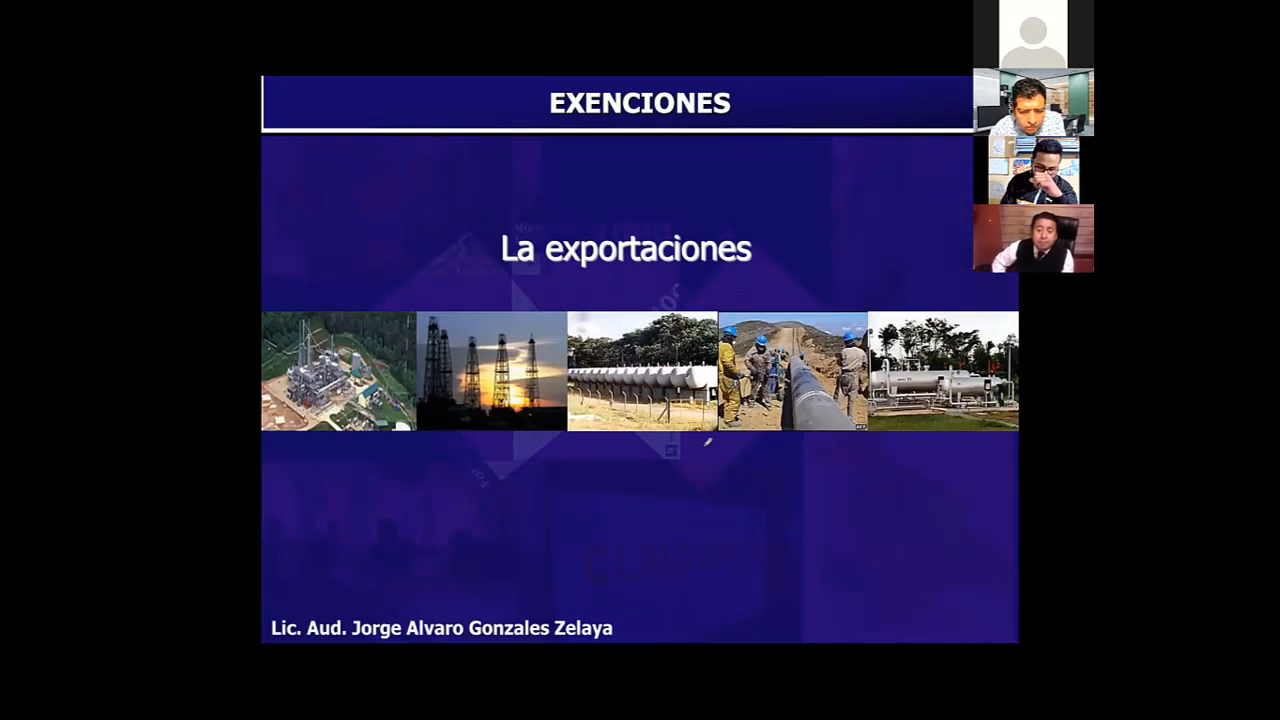 EXENCIONES
La exportaciones
Lic. Aud. Jorge Alvaro Gonzales Zelaya